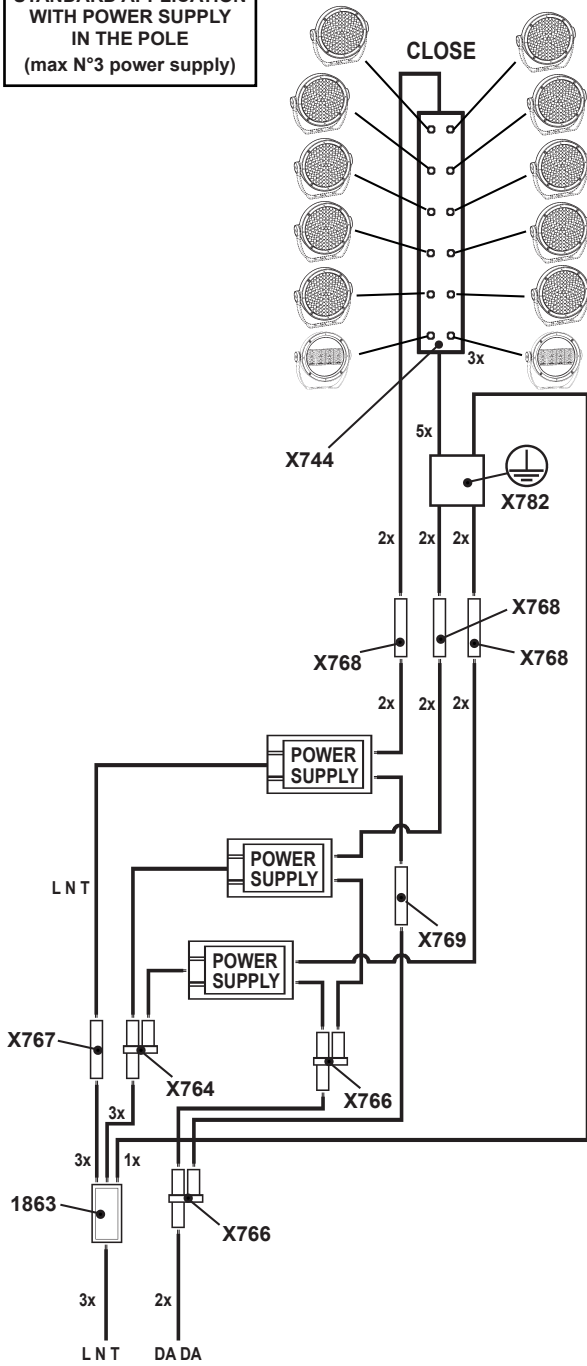 STANDARD APPLICATION
WITH POWER SUPPLY
IN THE POLE
(max N°3 power supply)
CLOSE
3x
X744
5x
X782
2x
2x
2x
X768
X768
X768
2x
2x
2x
POWER
SUPPLY
POWER
SUPPLY
L N T
X769
POWER
SUPPLY
X767
X764
X766
3x
3x
1x
1863
X766
3x
2x
L N T
DA DA